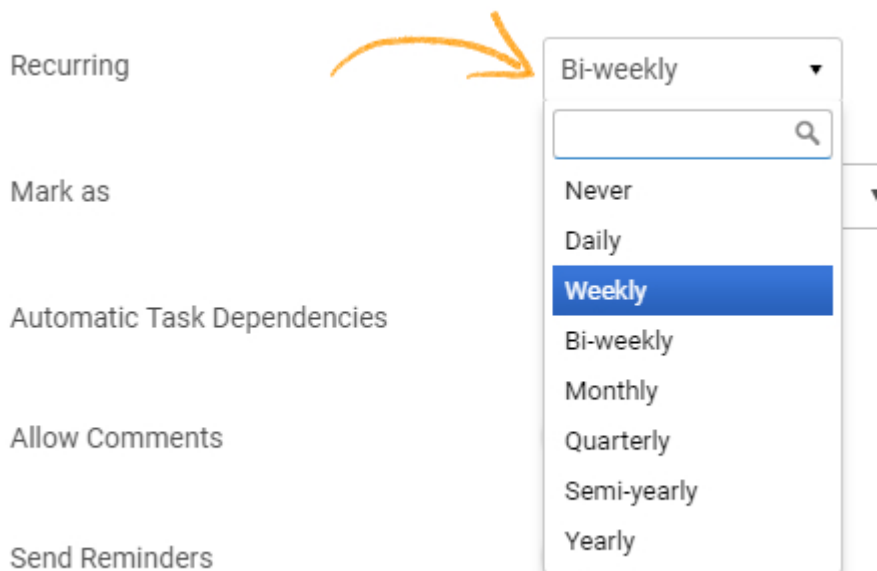 Recurring
Bi-weekly
Mark as
Never
Daily
Weekly
Automatic Task Dependencies
Bi-weekly
Monthly
Allow Comments
Quarterly
Semi-yearly
Send Reminders
Yearly